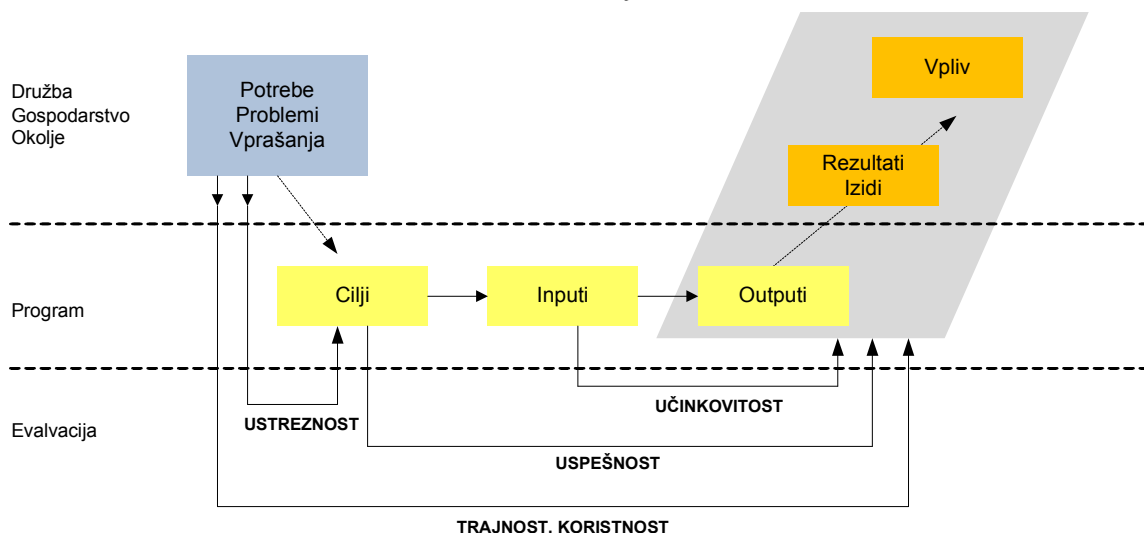 Družba
Gospodarstvo
Okolje
Potrebe
Problemi
Vprašanja
Vpliv
Rezultati
Izidi
Program
Cilji
Inputi
Outputi
Evalvacija
USTREZNOST
UČINKOVITOST
USPEŠNOST
TRAJNOST, KORISTNOST